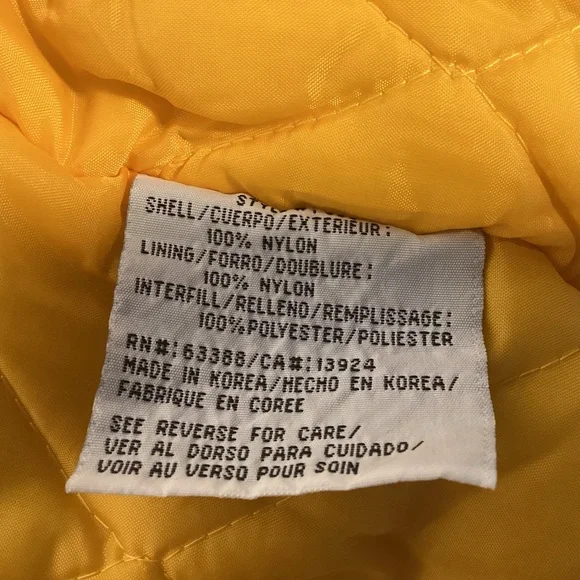 SHELL/CUERPO/EXTERIEUR:
100% NYLON
LINING/FORRO/DOUBLURE:
100% NYLON
INTERFILL/RELLENO/REMPLISSAGE:
100%POLYESTER/POLIESTER
RN#:63388/CA#:13924
MADE IN KOREA/HECHO EN KOREA/
FABRIQUE EN COREE
SEE REVERSE FOR CARE/
VER AL DORSO PARA CUIDADO/
VOIR AU VERSO POUR SOIN